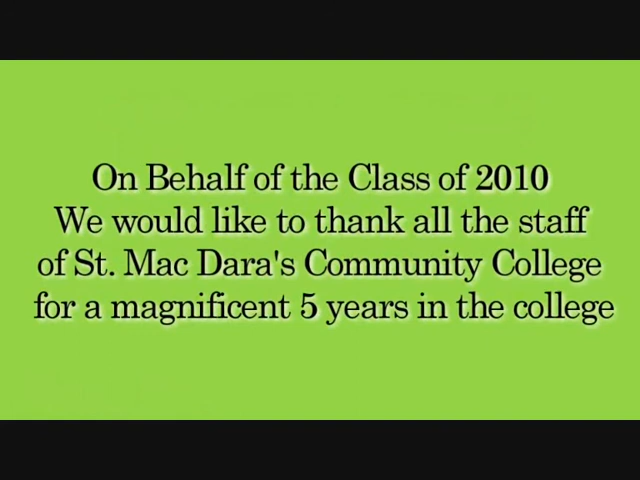 On Behalf of the Class of 2010
We would like to thank all the staff
of St. Mac Dara's Community College
for a magnificent 5 years in the college